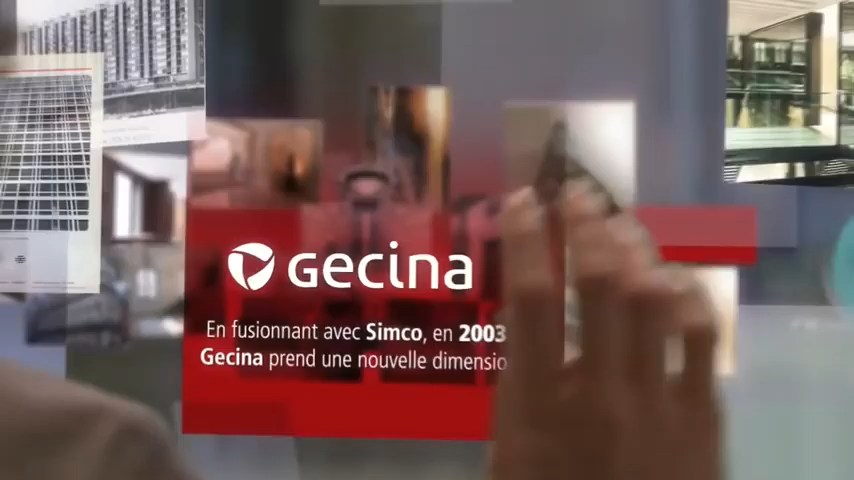 Gecina
En fusionnant avec Simco, en 2003
Gecina prend une nouvelle dimensio